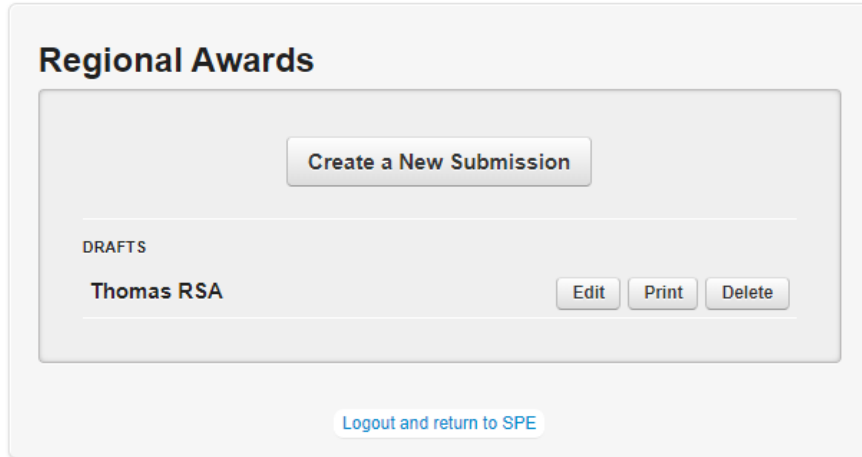 Regional Awards
Create a New Submission
DRAFTS
Thomas RSA Edit Print Delete
Logout and return to SPE